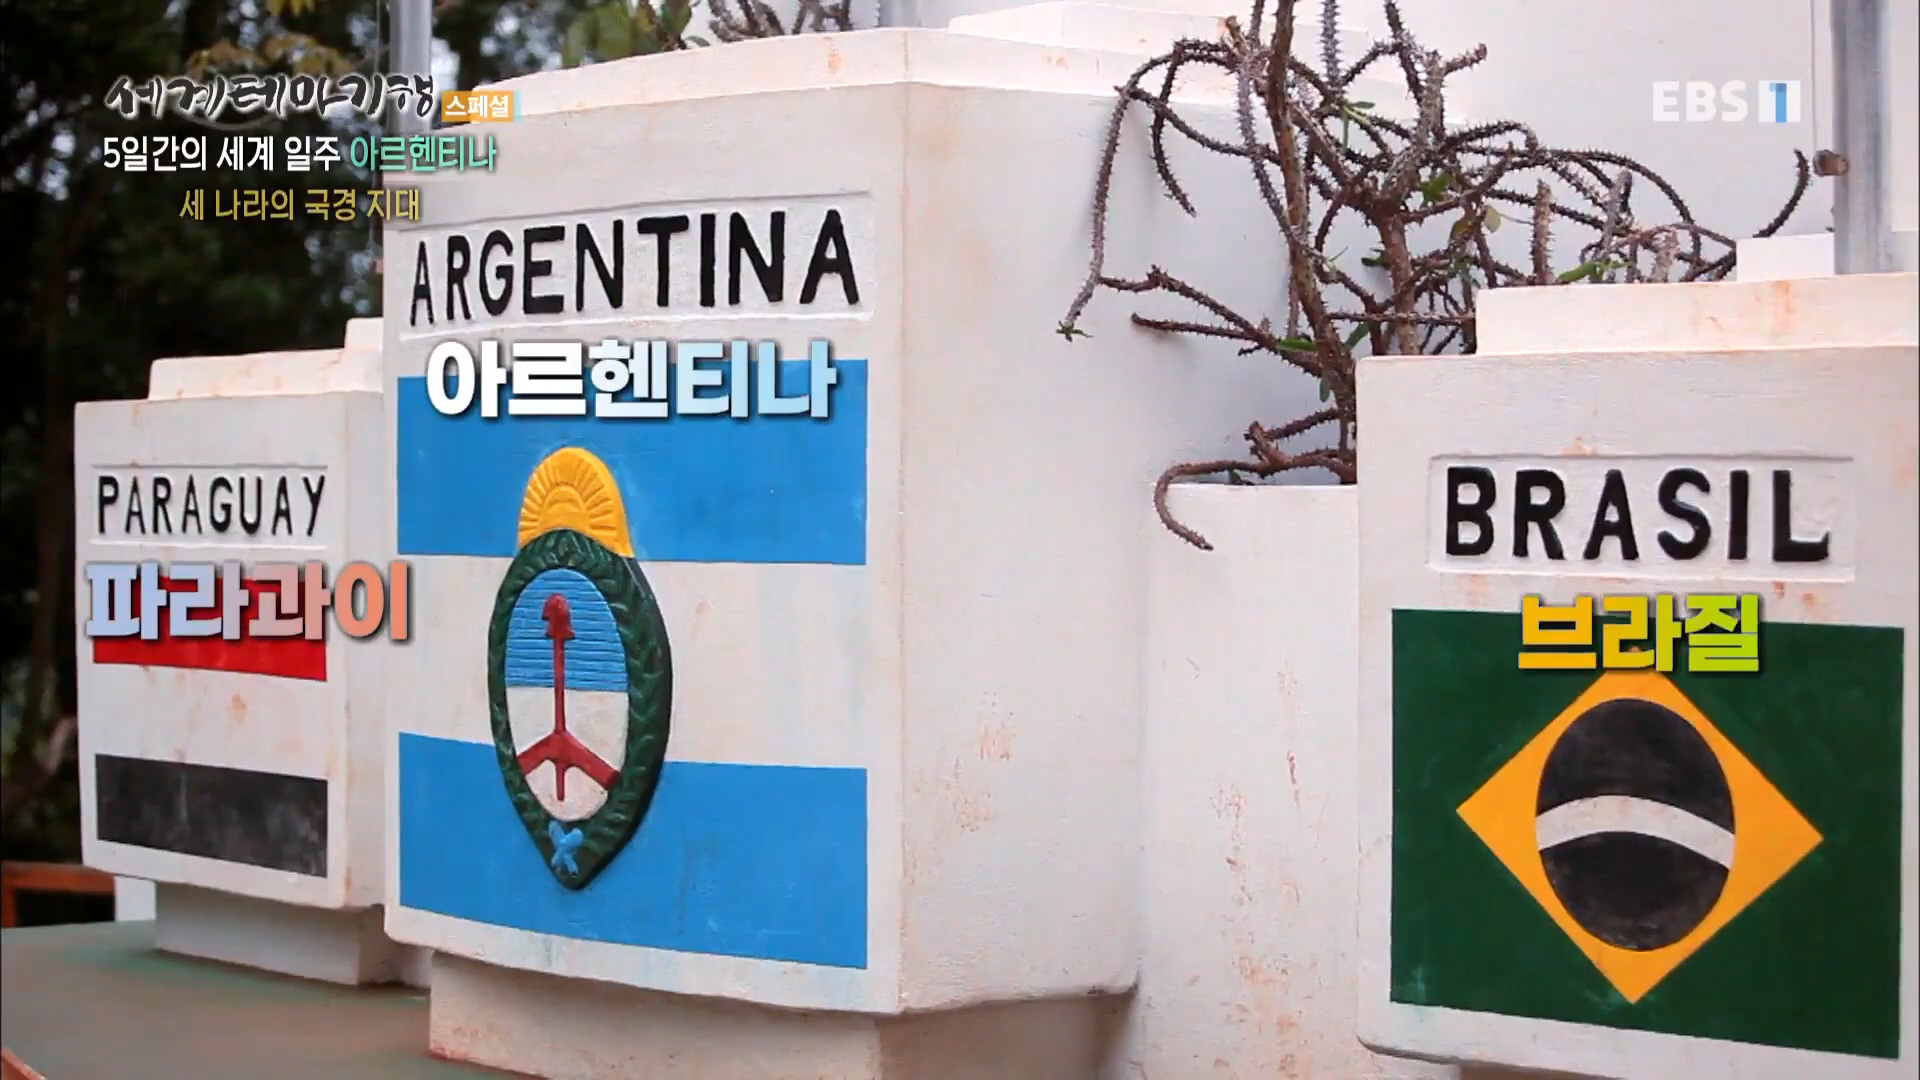 세계테마기행 스페셜
EBS 1
5일간의 세계 일주 아르헨티나
세 나라의 국경 지대
ARGENTINA
아르헨티나
PARAGUAY
파라과이
BRASIL
브라질